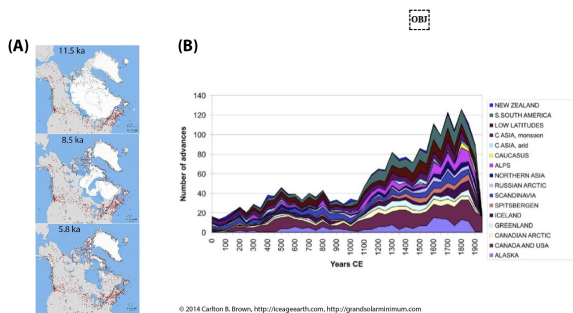 OBJ
(A)
11.5 ka
8.5 ka
5.8 ka
(B)
140
120
100
80
60
40
20
0
Number of advances
0
100
200
300
400
500
600
700
800
900
1000
1100
1200
1300
1400
1500
1600
1700
1800
1900
Years CE
NEW ZEALAND
S.SOUTH AMERICA
LOW LATITUDES
C ASIA, monsoon
C ASIA, arid
CAUCASUS
ALPS
NORTHERN ASIA
RUSSIAN ARCTIC
SCANDINAVIA
SPITSBERGEN
ICELAND
GREENLAND
CANADIAN ARCTIC
CANADA AND USA
ALASKA
© 2014 Carlton B. Brown, http://iceageearth.com, http://grandsolarminimum.com